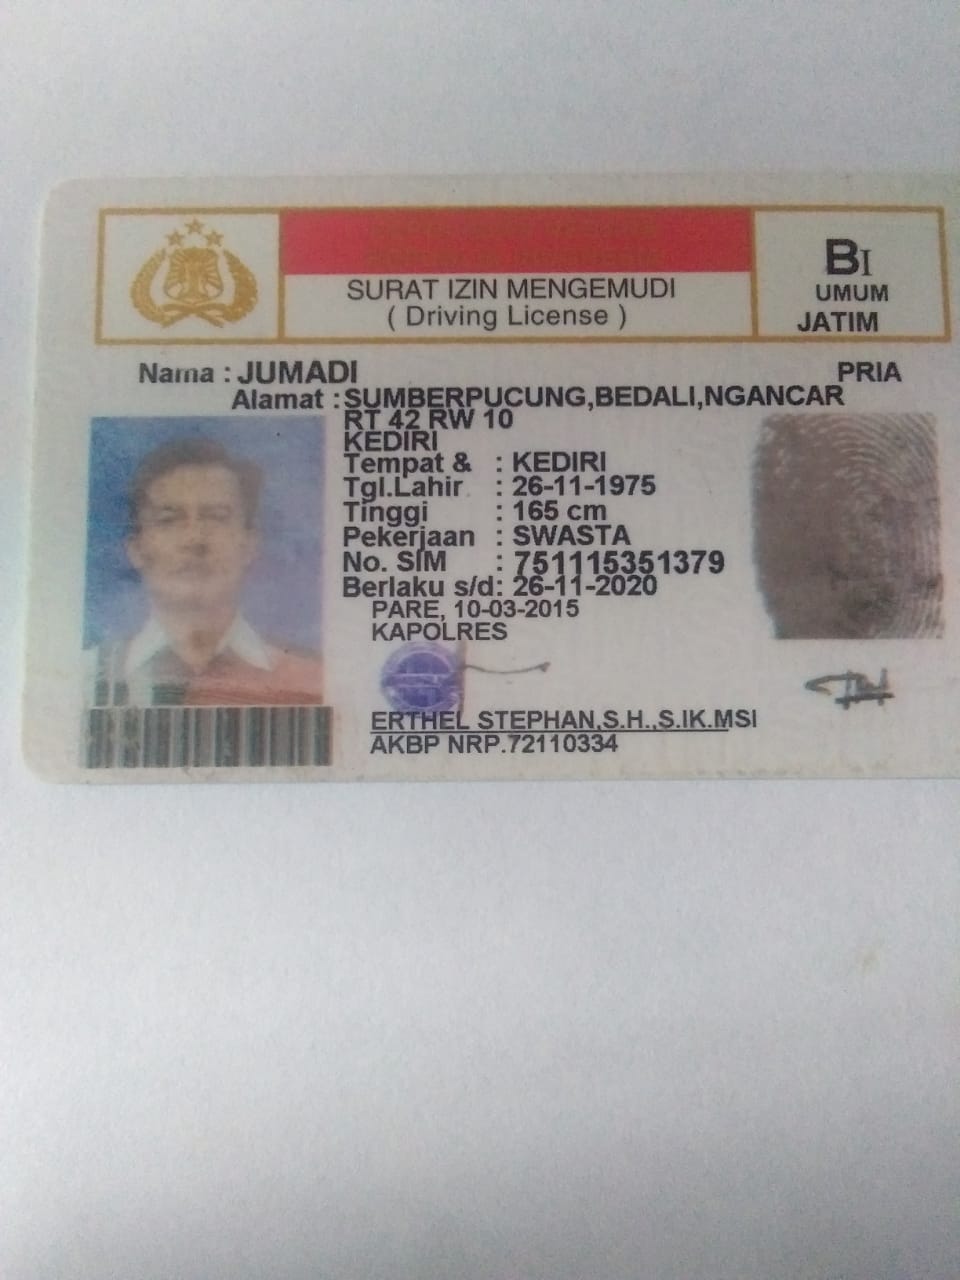 SURAT IZIN MENGEMUDI
( Driving License )
BI
UMUM
JATIM
Nama : JUMADI PRIA
Alamat : SUMBERPUCUNG,BEDALI,NGANCAR
RT 42 RW 10
KEDIRI
Tempat & : KEDIRI
Tgl.Lahir : 26-11-1975
Tinggi : 165 cm
Pekerjaan : SWASTA
No. SIM : 751115351379
Berlaku s/d: 26-11-2020
PARE, 10-03-2015
KAPOLRES
ERTHEL STEPHAN,S.H.,S.IK.MSI
AKBP NRP.72110334